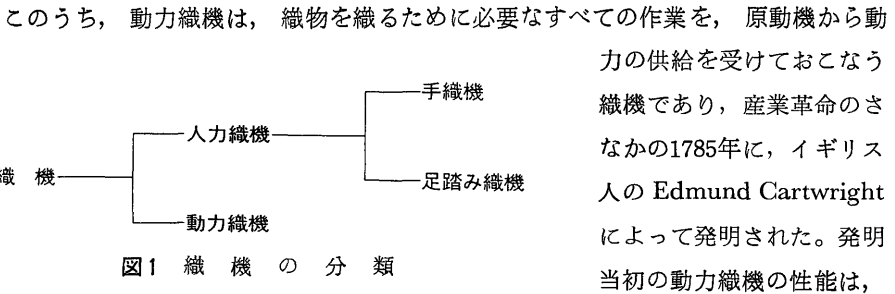 このうち， 動力織機は， 織物を織るために必要なすべての作業を， 原動機から動
力の供給を受けておこなう
織機であり，産業革命のさ
なかの1785年に，イギリス
人の Edmund Cartwright
によって発明された。発明
当初の動力織機の性能は，
手織機
人力織機
織 機
足踏み織機
動力織機
図1 織 機 の 分 類